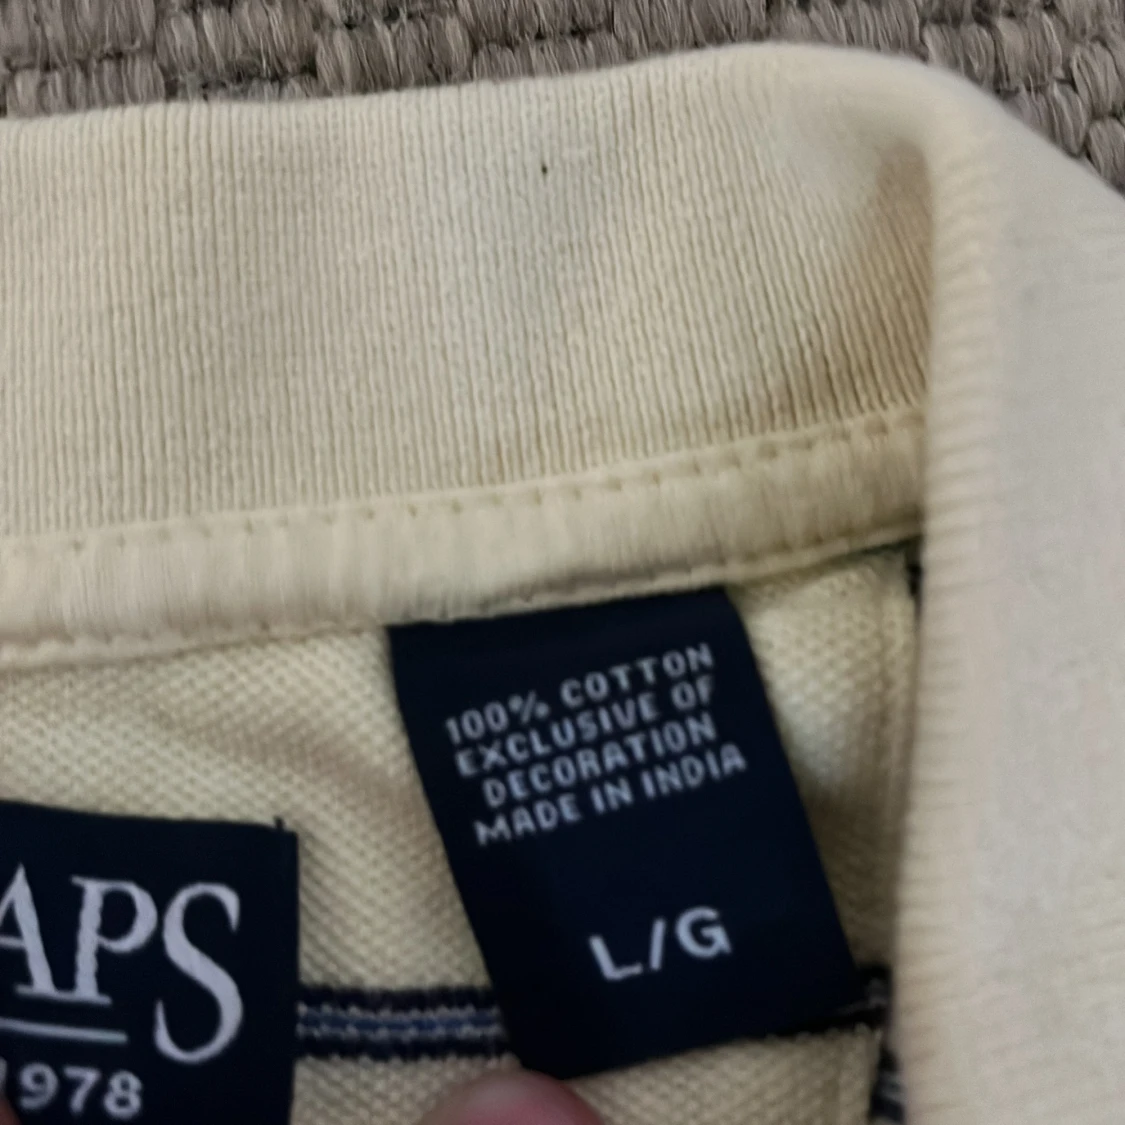 100% COTTON
EXCLUSIVE OF
DECORATION
MADE IN INDIA
L/G
APS
1978